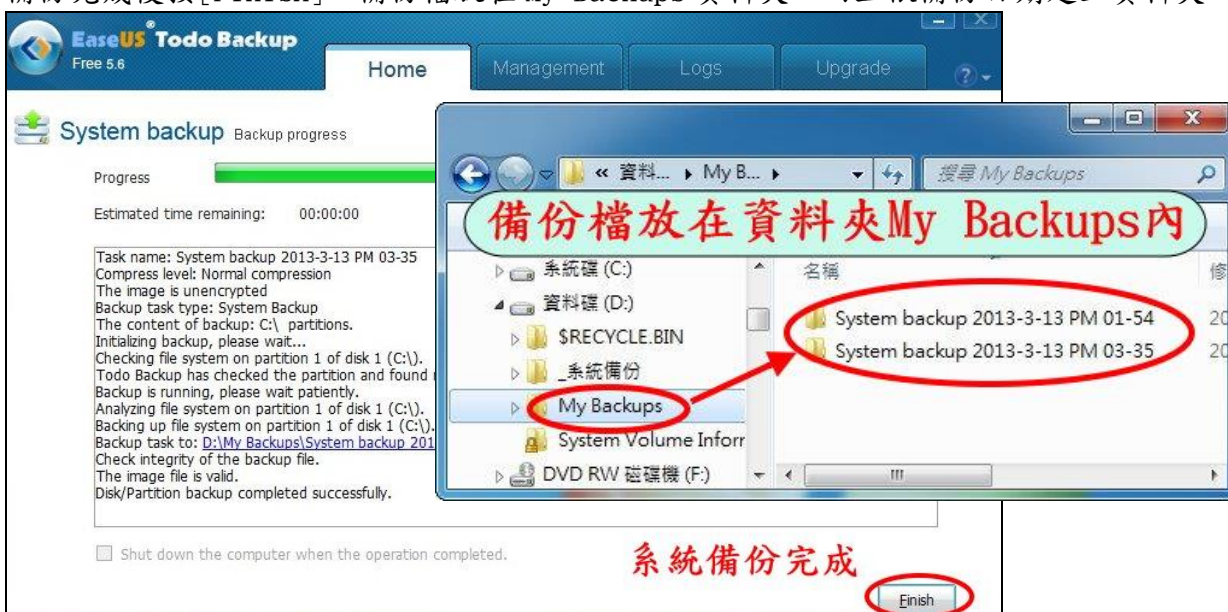 EaseUS® Todo Backup
Free 5.6
Home
Management
Logs
Upgrade
System backup Backup progress
Progress
Estimated time remaining: 00:00:00
Task name: System backup 2013-3-13 PM 03-35
Compress level: Normal compression
The image is unencrypted
Backup task type: System Backup
The content of backup: C:\ partitions.
Initializing backup, please wait...
Checking file system on partition 1 of disk 1 (C:\).
Todo Backup has checked the partition and found
Backup is running, please wait patiently.
Analyzing file system on partition 1 of disk 1 (C:\).
Backing up file system on partition 1 of disk 1 (C:\).
Backup task to: D:\My Backups\System backup 201
Check integrity of the backup file.
The image file is valid.
Disk/Partition backup completed successfully.
Shut down the computer when the operation completed.
系統備份完成
Finish
« 資料... ▸ My B... ▸
搜尋 My Backups
備份檔放在資料夾My Backups內
系統碟 (C:)
資料碟 (D:)
$RECYCLE.BIN
_系統備份
My Backups
System Volume Inforr
DVD RW 磁碟機 (F:)
名稱
修
System backup 2013-3-13 PM 01-54
20
System backup 2013-3-13 PM 03-35
20